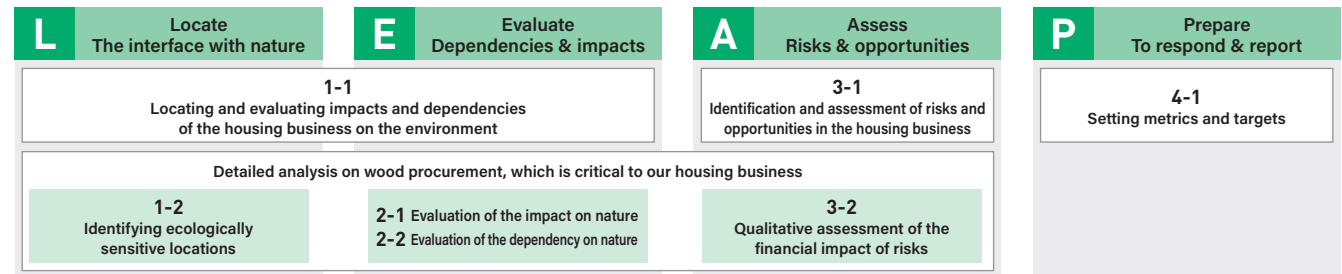 L
Locate
The interface with nature
E
Evaluate
Dependencies & impacts
A
Assess
Risks & opportunities
P
Prepare
To respond & report
1-1
Locating and evaluating impacts and dependencies
of the housing business on the environment
3-1
Identification and assessment of risks and
opportunities in the housing business
4-1
Setting metrics and targets
Detailed analysis on wood procurement, which is critical to our housing business
1-2
Identifying ecologically
sensitive locations
2-1 Evaluation of the impact on nature
2-2 Evaluation of the dependency on nature
3-2
Qualitative assessment of the
financial impact of risks